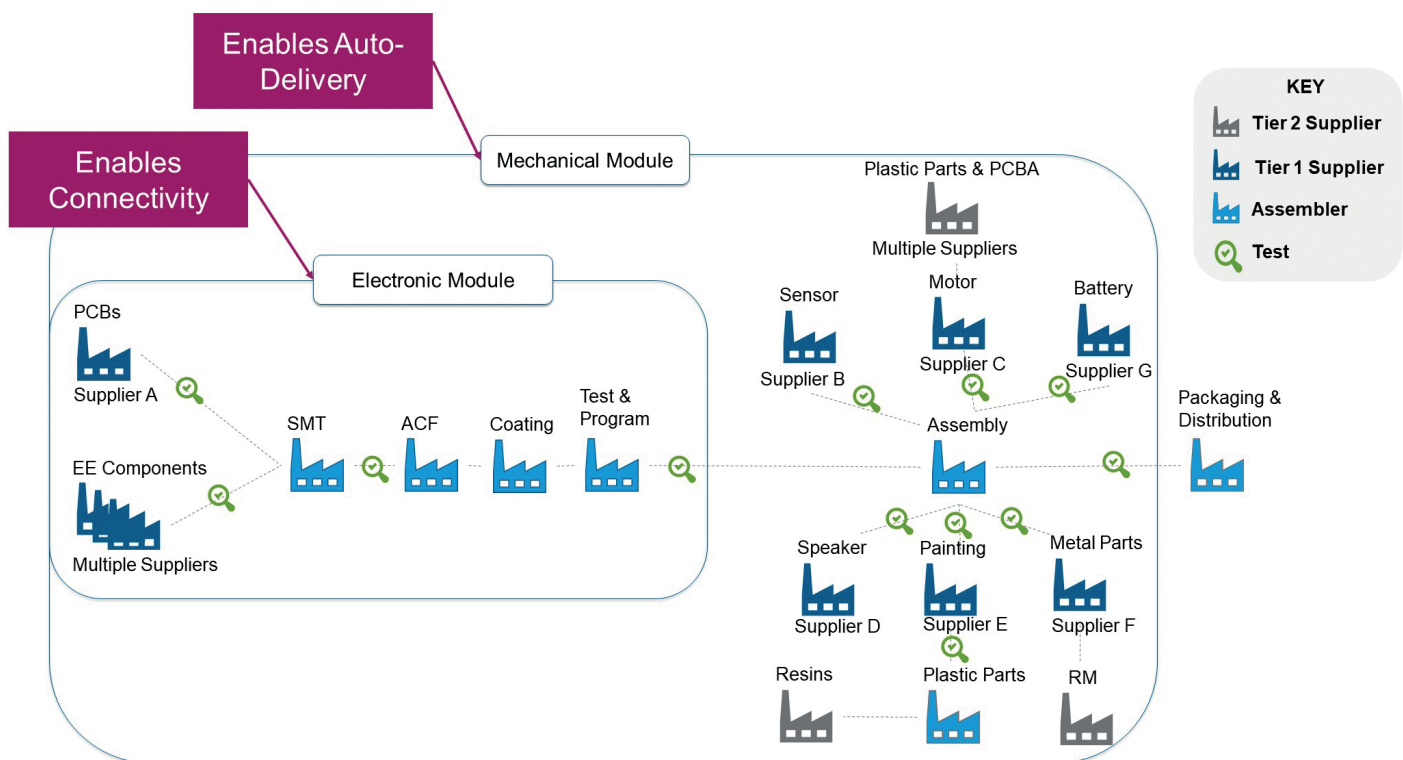 Enables Auto-
Delivery
Enables
Connectivity
Mechanical Module
Electronic Module
KEY
Tier 2 Supplier
Tier 1 Supplier
Assembler
Test
Plastic Parts & PCBA
Multiple Suppliers
Sensor
Supplier B
Motor
Supplier C
Battery
Supplier G
PCBs
Supplier A
EE Components
Multiple Suppliers
SMT
ACF
Coating
Test &
Program
Assembly
Packaging &
Distribution
Speaker
Supplier D
Painting
Supplier E
Metal Parts
Supplier F
Resins
Plastic Parts
RM